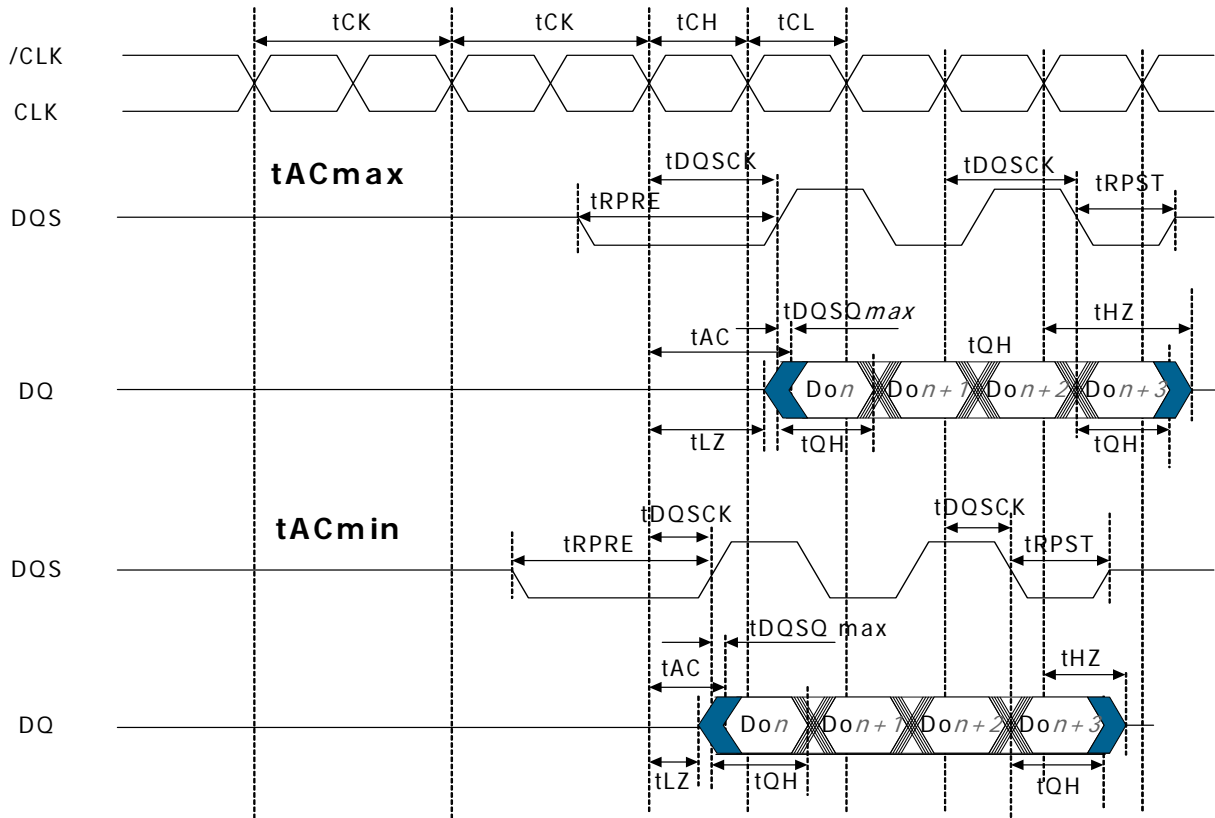 tCK tCK tCH tCL
/CLK
CLK
tACmax
tDQSCK tDQSCK
tRPRE tRPST
DQS
tDQSQmax tHZ
tAC tQH
DQ Don Don+1 Don+2 Don+3
tLZ tQH tQH
tACmin
tDQSCK tDQSCK
tRPRE tRPST
DQS
tDQSQ max
tAC tHZ
DQ Don Don+1 Don+2 Don+3
tLZ tQH tQH